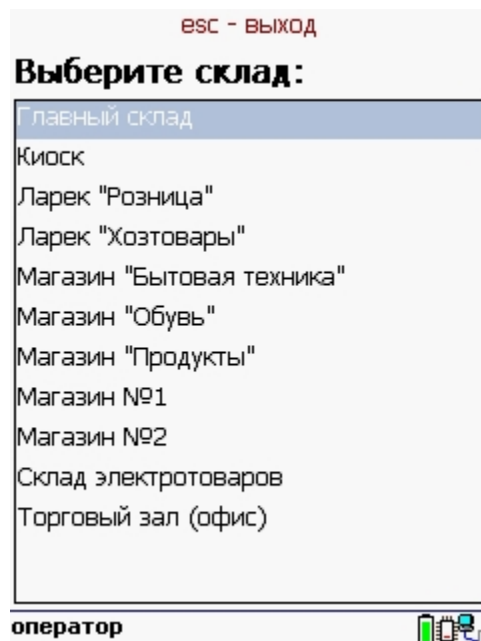 esc - выход
Выберите склад:
Главный склад
Киоск
Ларек "Розница"
Ларек "Хозтовары"
Магазин "Бытовая техника"
Магазин "Обувь"
Магазин "Продукты"
Магазин №1
Магазин №2
Склад электротоваров
Торговый зал (офис)
оператор